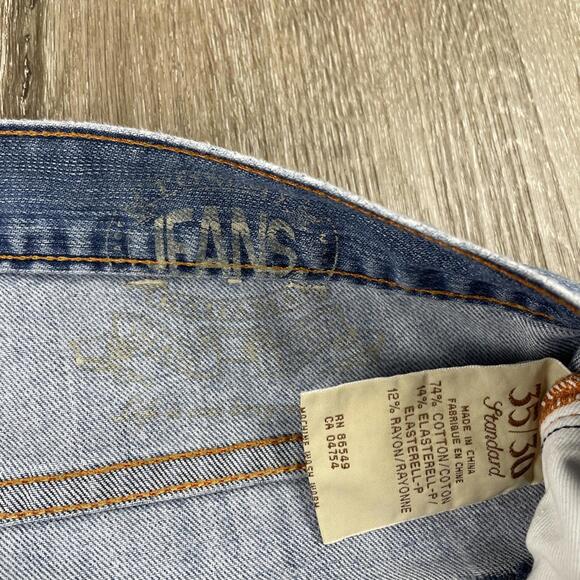 JEANS
35|30
Standard
MADE IN CHINA
FABRIQUE EN CHINE
74% COTTON/COTON
14% ELASTERELL-P/
ELASTERELL-P
12% RAYON/RAYONNE
RN 86549
CA 04754
MACHINE WASH WARM